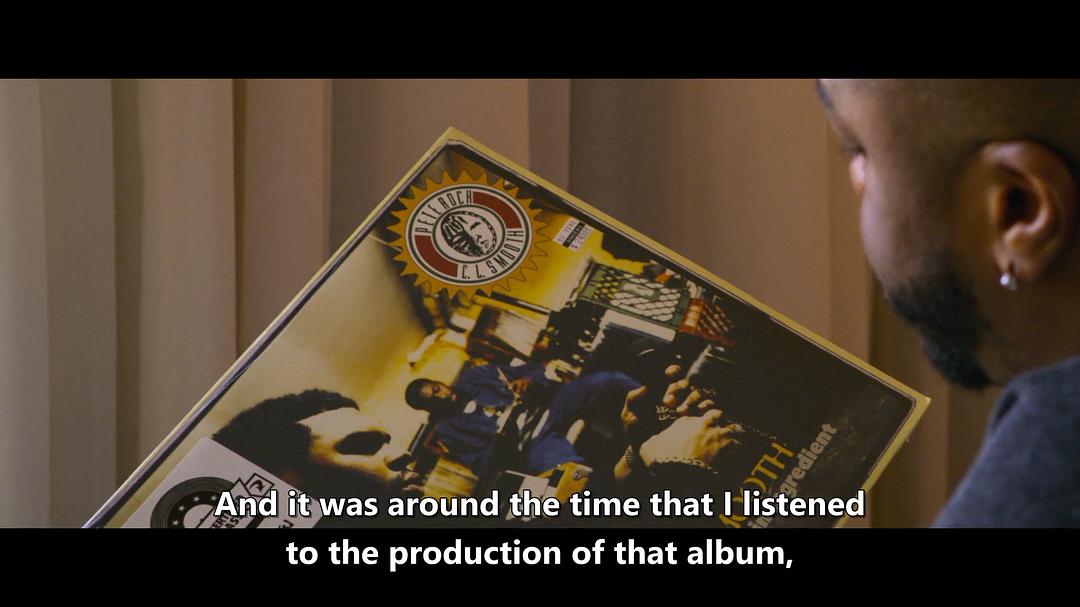 PETE ROCK
C. L. SMOOTH
MOOTH
ingredient
And it was around the time that I listened
to the production of that album,